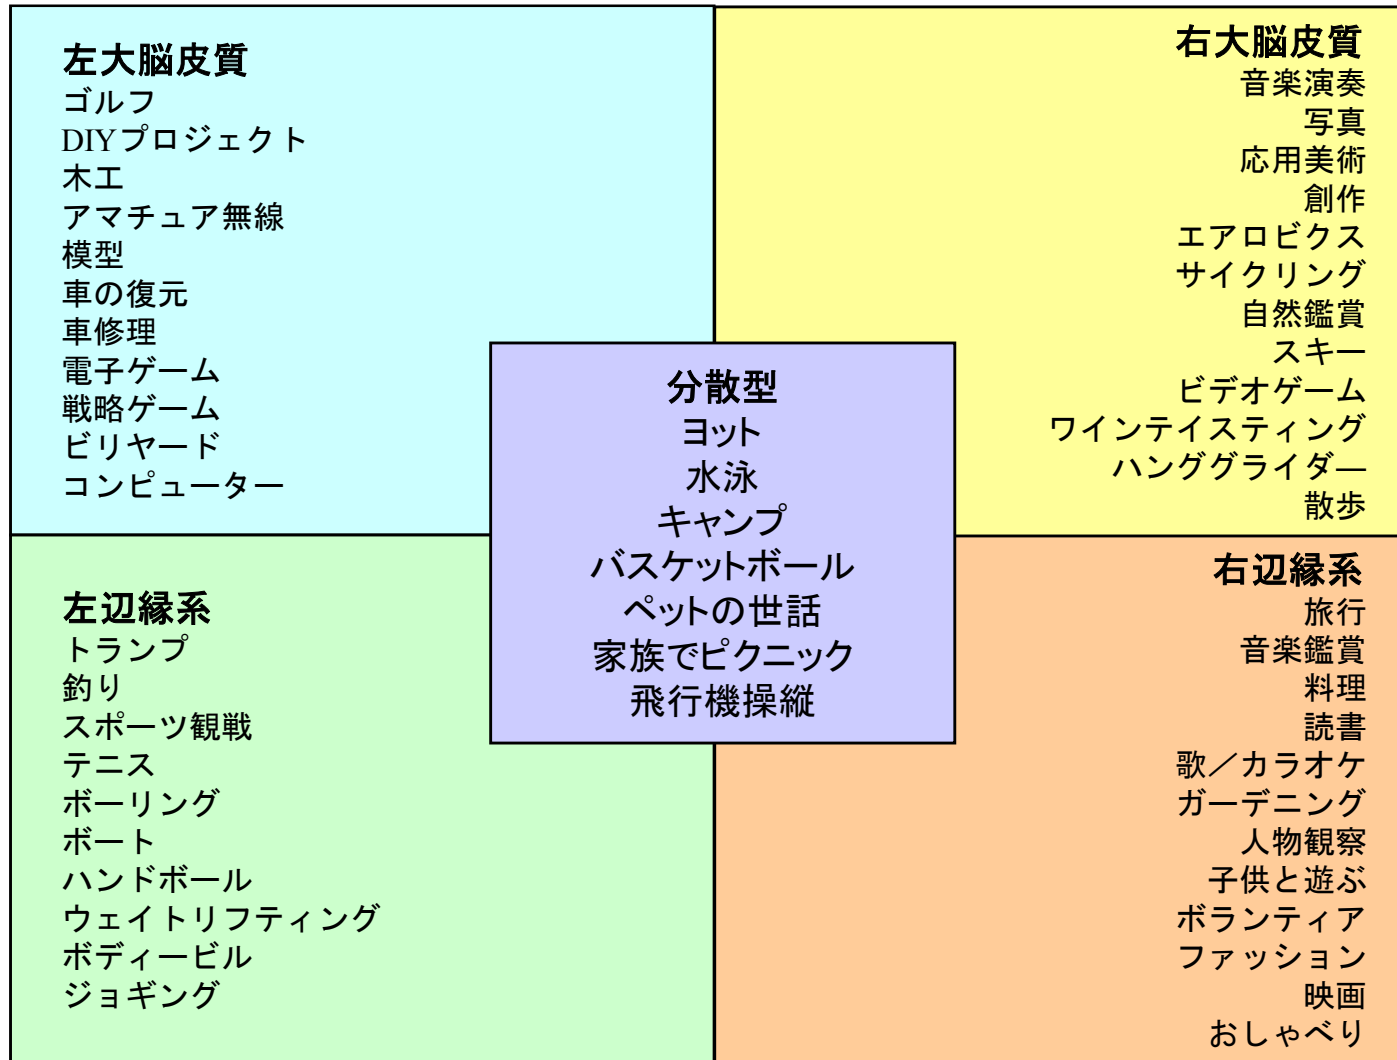 左大脳皮質
ゴルフ
DIYプロジェクト
木工
アマチュア無線
模型
車の復元
車修理
電子ゲーム
戦略ゲーム
ビリヤード
コンピューター
右大脳皮質
音楽演奏
写真
応用美術
創作
エアロビクス
サイクリング
自然鑑賞
スキー
ビデオゲーム
ワインテイスティング
ハンググライダ―
散歩
分散型
ヨット
水泳
キャンプ
バスケットボール
ペットの世話
家族でピクニック
飛行機操縦
左辺縁系
トランプ
釣り
スポーツ観戦
テニス
ボーリング
ボート
ハンドボール
ウェイトリフティング
ボディービル
ジョギング
右辺縁系
旅行
音楽鑑賞
料理
読書
歌／カラオケ
ガーデニング
人物観察
子供と遊ぶ
ボランティア
ファッション
映画
おしゃべり